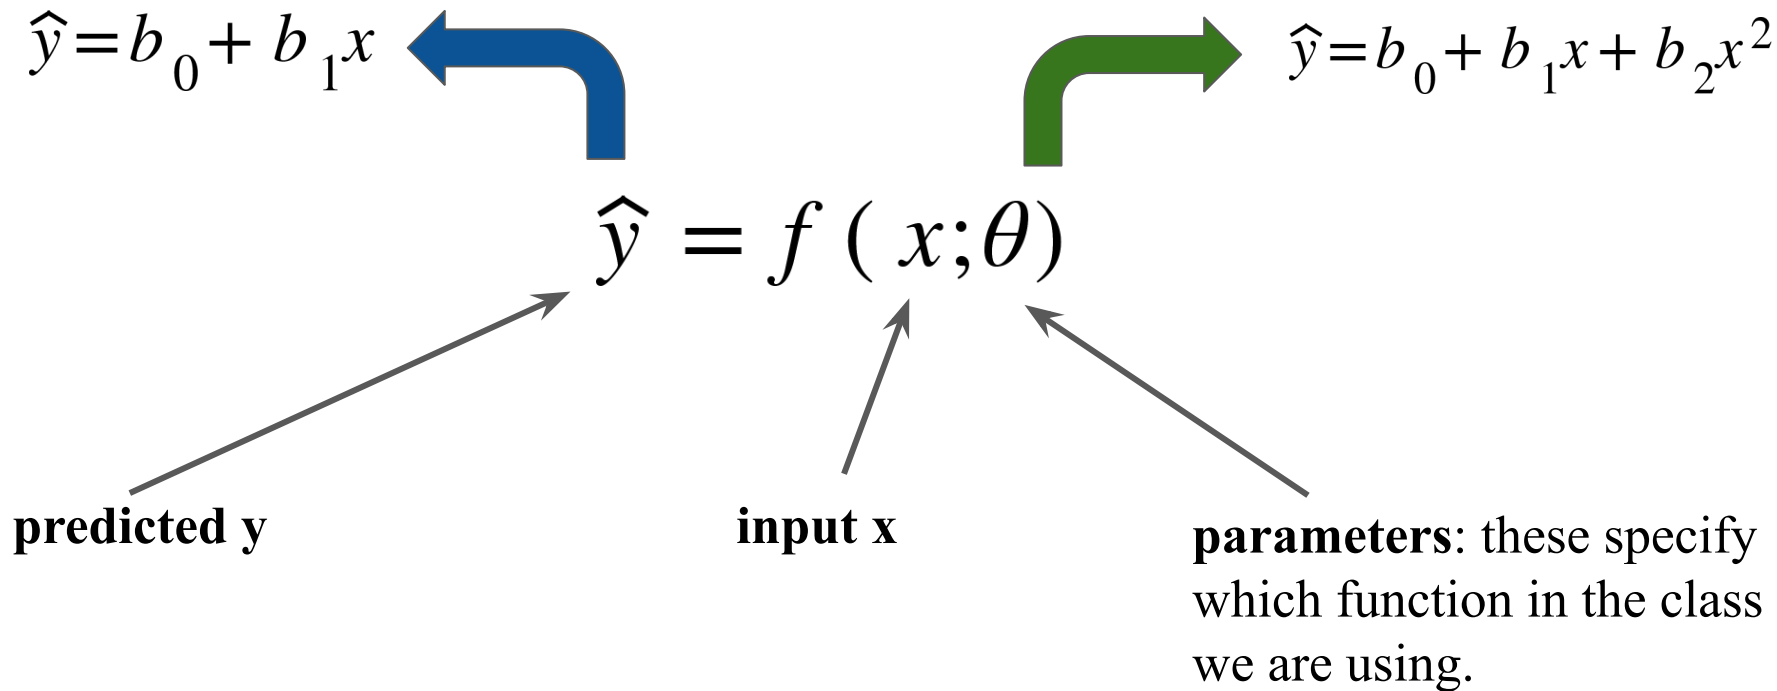 ŷ = b₀ + b₁x
ŷ = b₀ + b₁x + b₂x²
ŷ = f ( x;θ)
predicted y
input x
parameters: these specify
which function in the class
we are using.